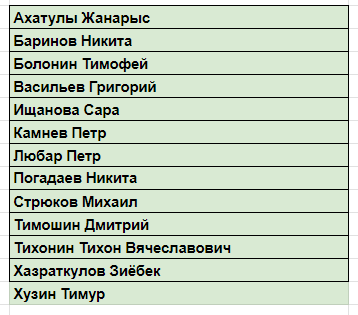 Ахатулы Жанарыс
Баринов Никита
Болонин Тимофей
Васильев Григорий
Ищанова Сара
Камнев Петр
Любар Петр
Погадаев Никита
Стрюков Михаил
Тимошин Дмитрий
Тихонин Тихон Вячеславович
Хазраткулов Зиёбек
Хузин Тимур